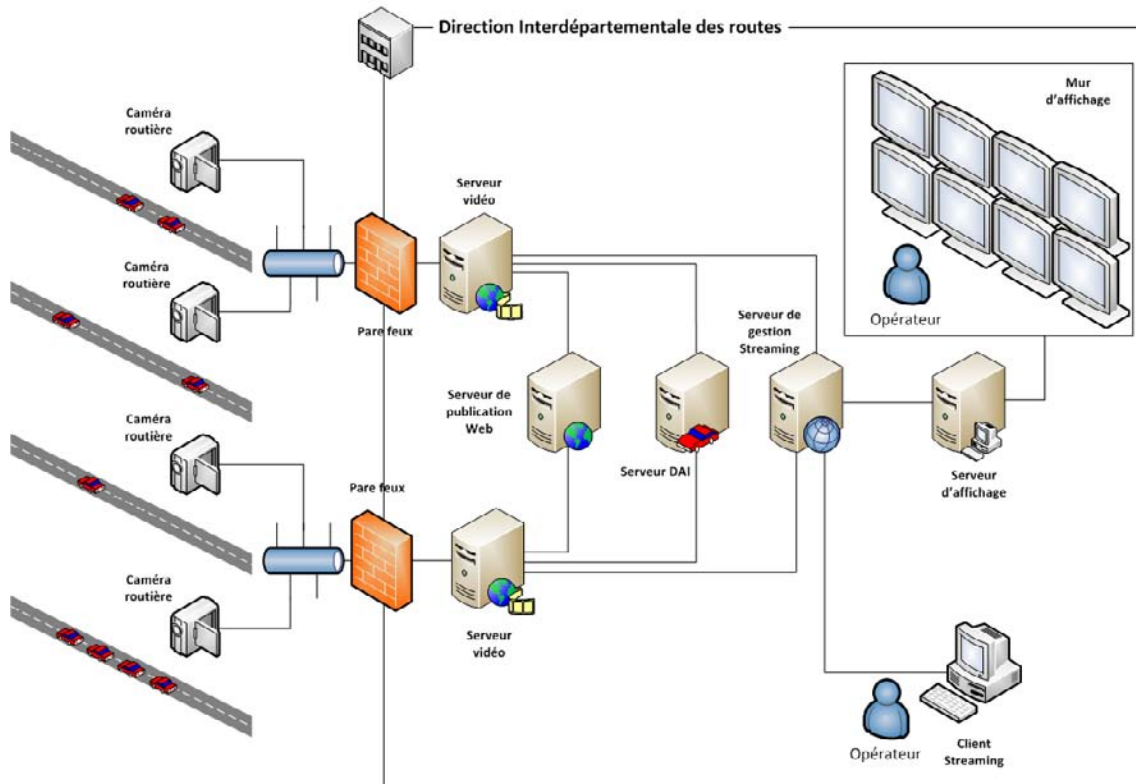 Direction Interdépartementale des routes
Mur
d'affichage
Caméra
routière
Serveur
vidéo
Caméra
routière
Opérateur
Pare feux
Serveur de
gestion
Streaming
Serveur de
publication
Web
Caméra
routière
Serveur DAI
Serveur
d'affichage
Pare feux
Caméra
routière
Serveur
vidéo
Opérateur
Client
Streaming